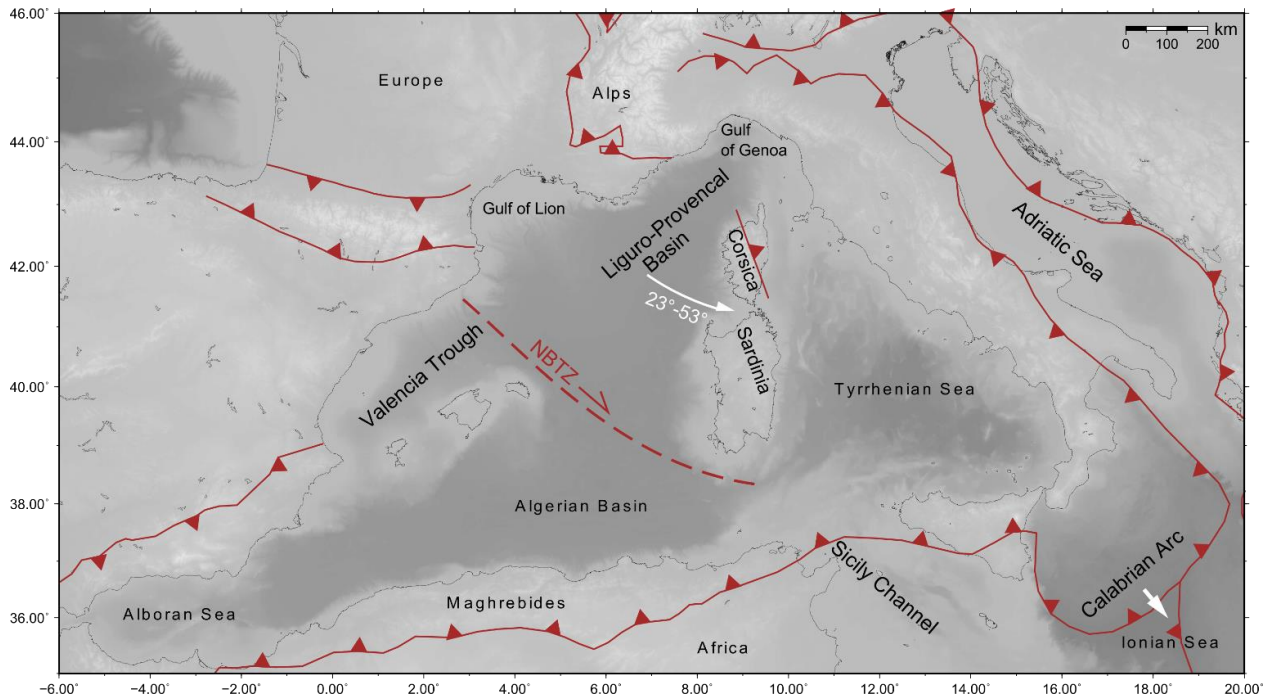 46.00°
44.00°
42.00°
40.00°
38.00°
36.00°
km
0 100 200
Europe
Alps
Gulf
of Genoa
Gulf of Lion
Liguro-Provencal
Basin
Corsica
Adriatic Sea
23°-53°
Sardinia
NBTZ
Valencia Trough
Tyrrhenian Sea
Algerian Basin
Sicily Channel
Calabrian Arc
Alboran Sea
Maghrebides
Africa
Ionian Sea
−6.00° −4.00° −2.00° 0.00° 2.00° 4.00° 6.00° 8.00° 10.00° 12.00° 14.00° 16.00° 18.00° 20.00°